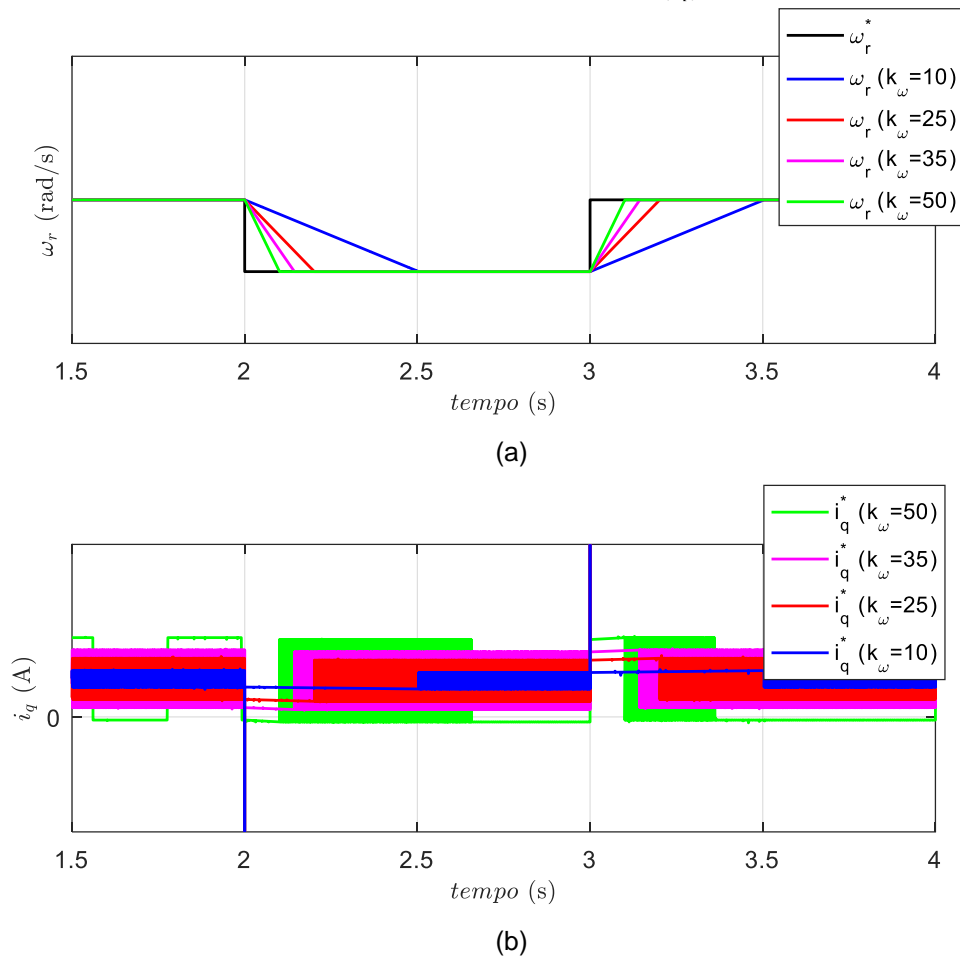 ω_r^*
ω_r (k_ω=10)
ω_r (k_ω=25)
ω_r (k_ω=35)
ω_r (k_ω=50)
ω_r (rad/s)
1.5 2 2.5 3 3.5 4
tempo (s)
(a)
i_q^* (k_ω=50)
i_q^* (k_ω=35)
i_q^* (k_ω=25)
i_q^* (k_ω=10)
i_q (A)
0
1.5 2 2.5 3 3.5 4
tempo (s)
(b)